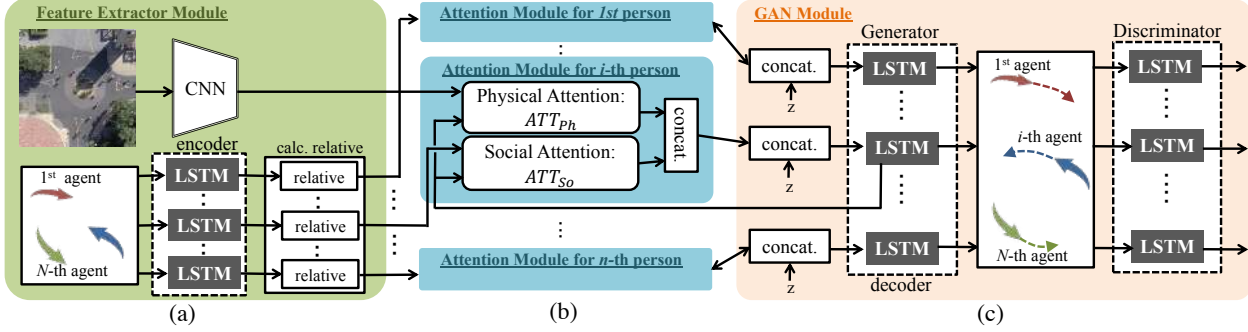 Feature Extractor Module
CNN
encoder
1st agent
N-th agent
LSTM
LSTM
LSTM
calc. relative
relative
relative
relative
(a)
Attention Module for 1st person
Attention Module for i-th person
Physical Attention:
ATT_Ph
Social Attention:
ATT_So
concat.
Attention Module for n-th person
(b)
GAN Module
concat.
z
concat.
z
concat.
z
Generator
LSTM
LSTM
LSTM
decoder
1st agent
i-th agent
N-th agent
Discriminator
LSTM
LSTM
LSTM
(c)